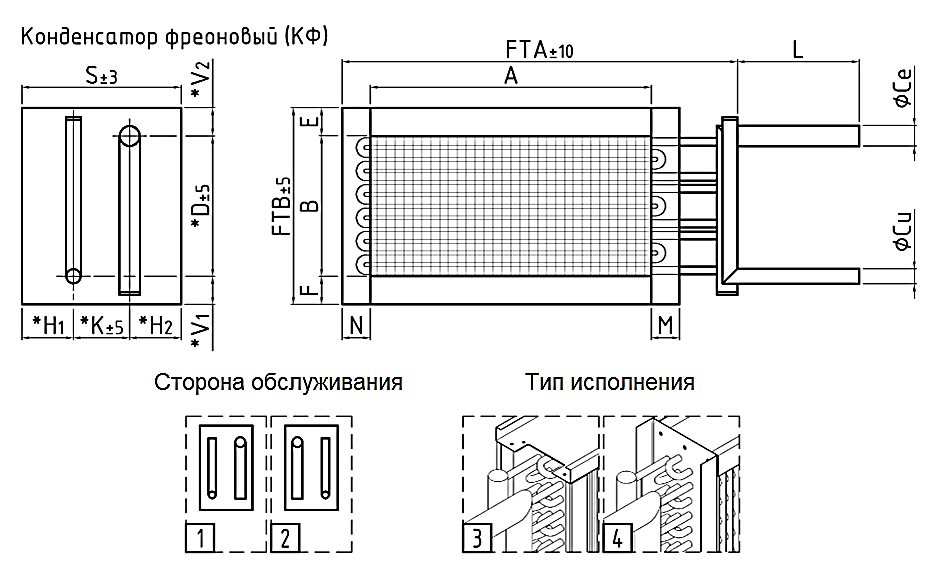 Конденсатор фреоновый (КФ)
S±3
*V2
FTA±10
L
A
ϕCe
E
*D±5
FTB±5
B
ϕCu
F
*H1
*K±5
*H2
*V1
N
M
Сторона обслуживания
Тип исполнения
1
2
3
4